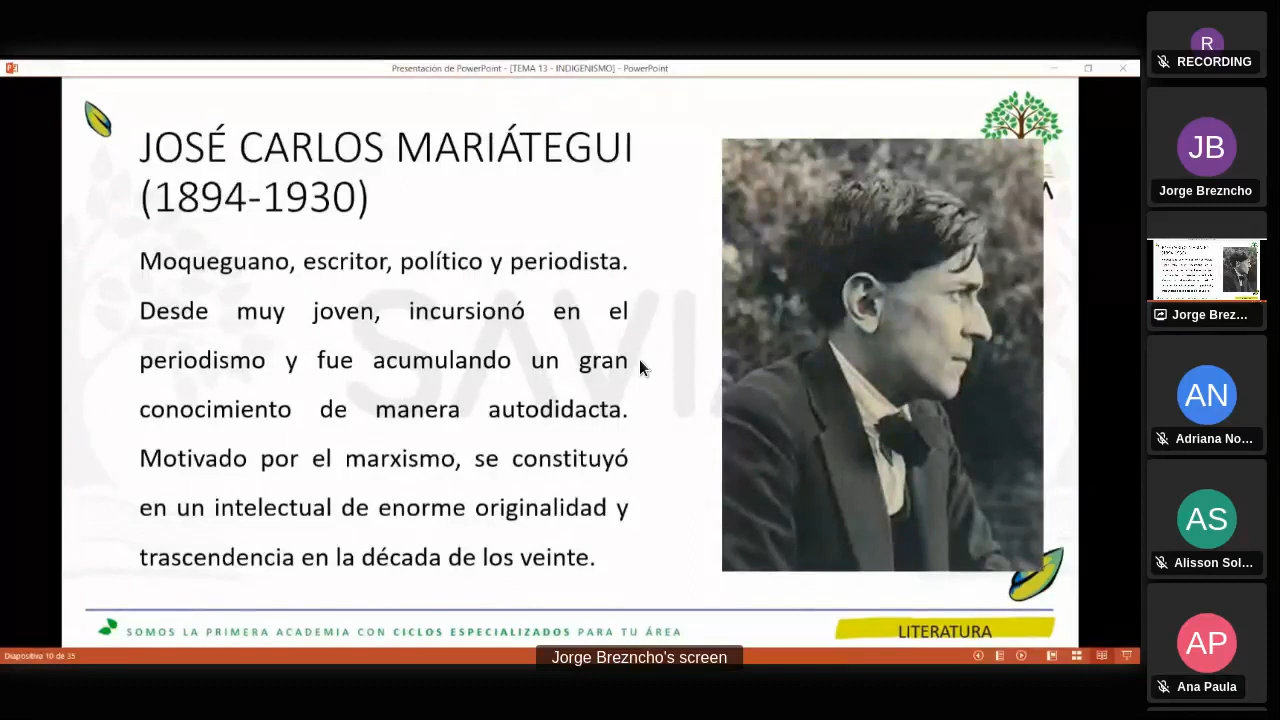 Presentación de PowerPoint - [TEMA 13 - INDIGENISMO] - PowerPoint
JOSÉ CARLOS MARIÁTEGUI
(1894-1930)
Moqueguano, escritor, político y periodista.
Desde muy joven, incursionó en el
periodismo y fue acumulando un gran
conocimiento de manera autodidacta.
Motivado por el marxismo, se constituyó
en un intelectual de enorme originalidad y
trascendencia en la década de los veinte.
SOMOS LA PRIMERA ACADEMIA CON CICLOS ESPECIALIZADOS PARA TU ÁREA
LITERATURA
Diapositiva 10 de 35
Jorge Brezncho's screen
R
RECORDING
JB
Jorge Brezncho
Jorge Brez...
AN
Adriana No...
AS
Alisson Sol...
AP
Ana Paula